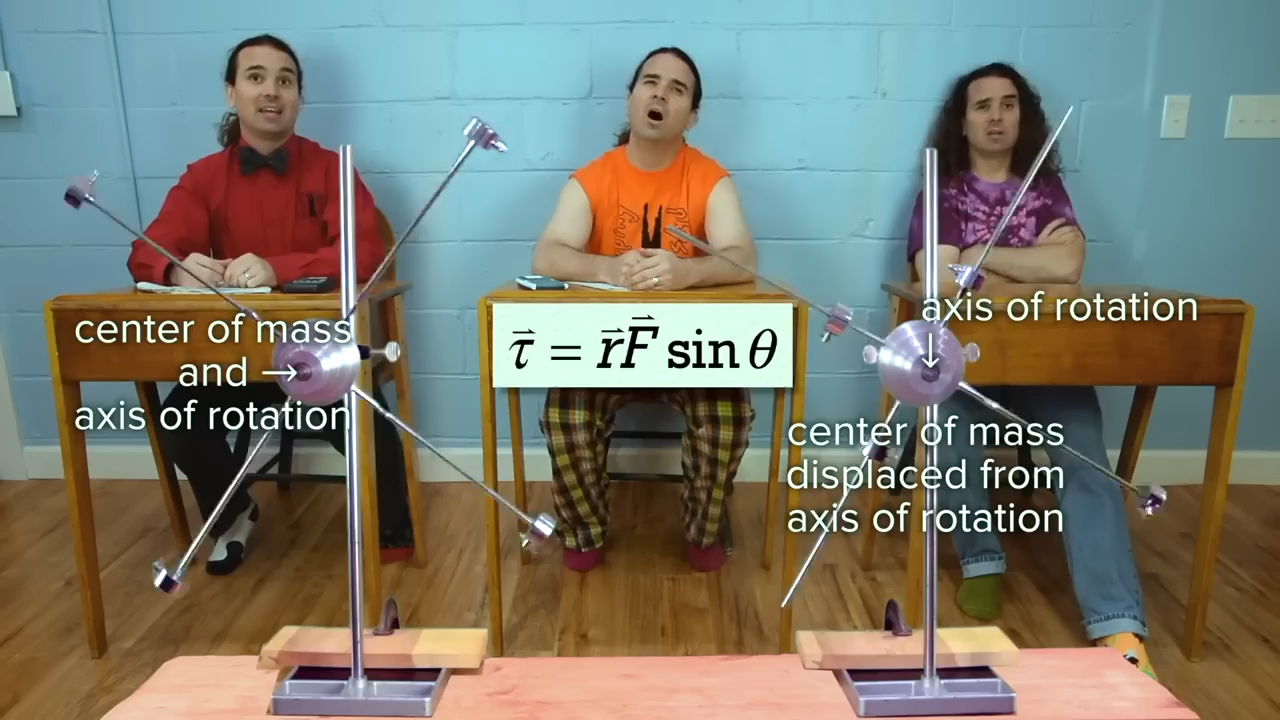 center of mass
and →
axis of rotation
τ⃗ = r⃗F⃗ sin θ
axis of rotation
↓
center of mass
displaced from
axis of rotation